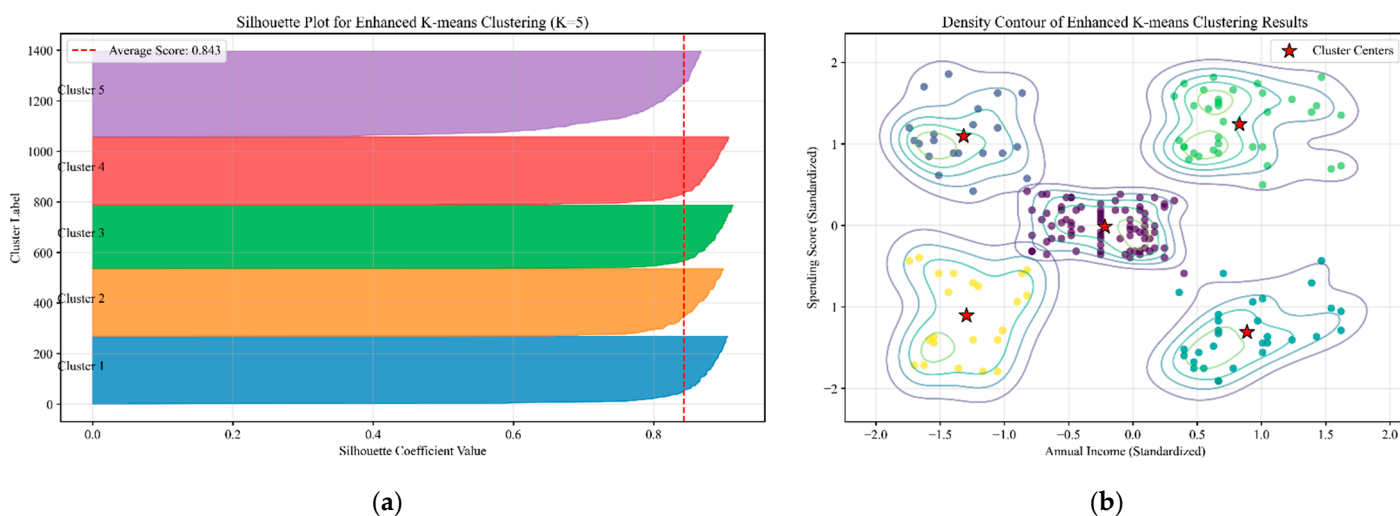 Silhouette Plot for Enhanced K-means Clustering (K=5)
Average Score: 0.843
1400
1200
1000
800
600
400
200
0
Cluster 5
Cluster 4
Cluster 3
Cluster 2
Cluster 1
Cluster Label
0.0 0.2 0.4 0.6 0.8
Silhouette Coefficient Value
(a)
Density Contour of Enhanced K-means Clustering Results
Cluster Centers
2
1
0
1
−2
Spending Score (Standardized)
−2.0 −1.5 −1.0 −0.5 0.0 0.5 1.0 1.5 2.0
Annual Income (Standardized)
(b)